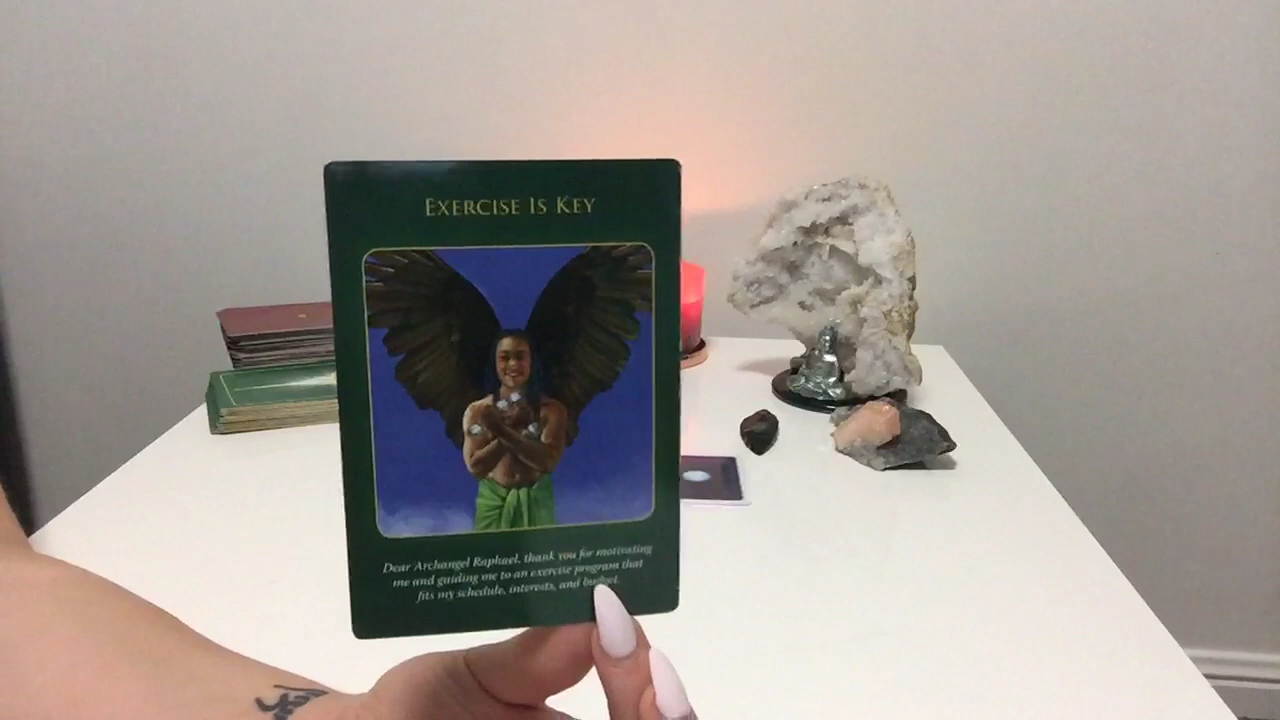 EXERCISE IS KEY
Dear Archangel Raphael, thank you for motivating
me and guiding me to an exercise program that
fits my schedule, interests, and budget.